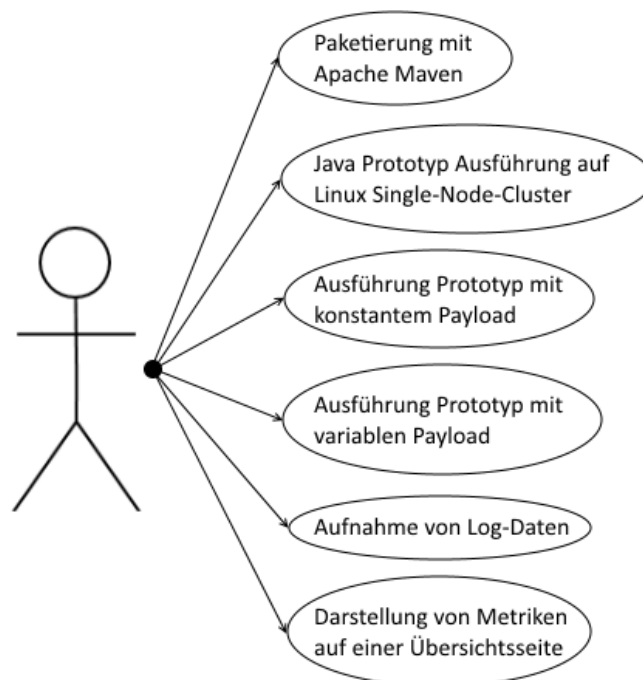 Paketierung mit
Apache Maven
Java Prototyp Ausführung auf
Linux Single-Node-Cluster
Ausführung Prototyp mit
konstantem Payload
Ausführung Prototyp mit
variablen Payload
Aufnahme von Log-Daten
Darstellung von Metriken
auf einer Übersichtsseite